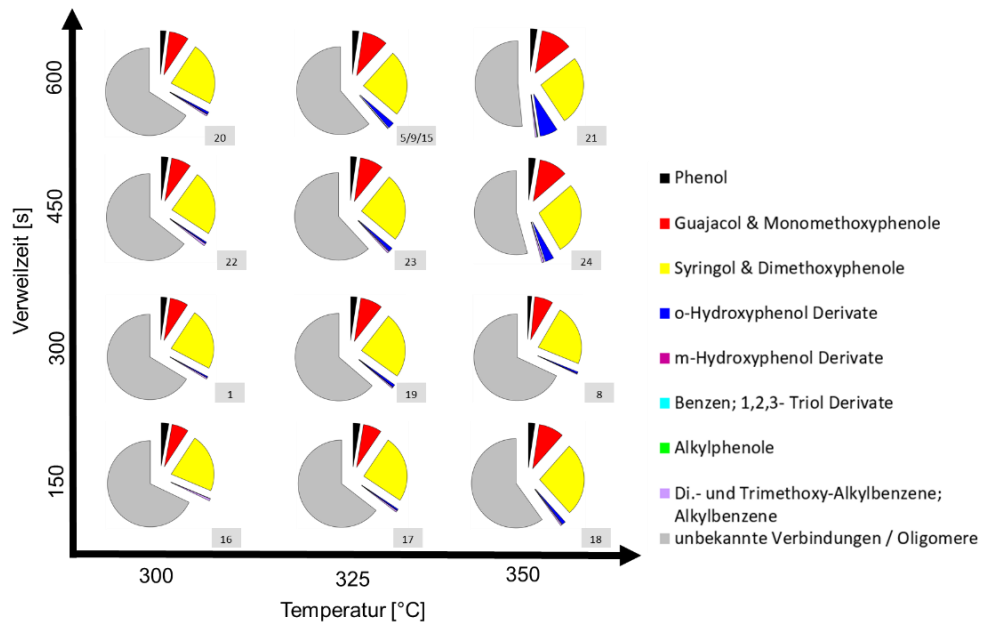 600
20
5/9/15
21
450
22
23
24
300
1
19
8
150
16
17
18
Verweilzeit [s]
300
325
350
Temperatur [°C]
Phenol
Guajacol & Monomethoxyphenole
Syringol & Dimethoxyphenole
o-Hydroxyphenol Derivate
m-Hydroxyphenol Derivate
Benzen; 1,2,3- Triol Derivate
Alkylphenole
Di.- und Trimethoxy-Alkylbenzene;
Alkylbenzene
unbekannte Verbindungen / Oligomere